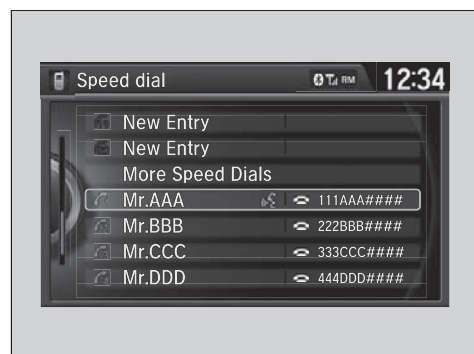 Speed dial RM 12:34
New Entry
New Entry
More Speed Dials
Mr.AAA 111AAA####
Mr.BBB 222BBB####
Mr.CCC 333CCC####
Mr.DDD 444DDD####